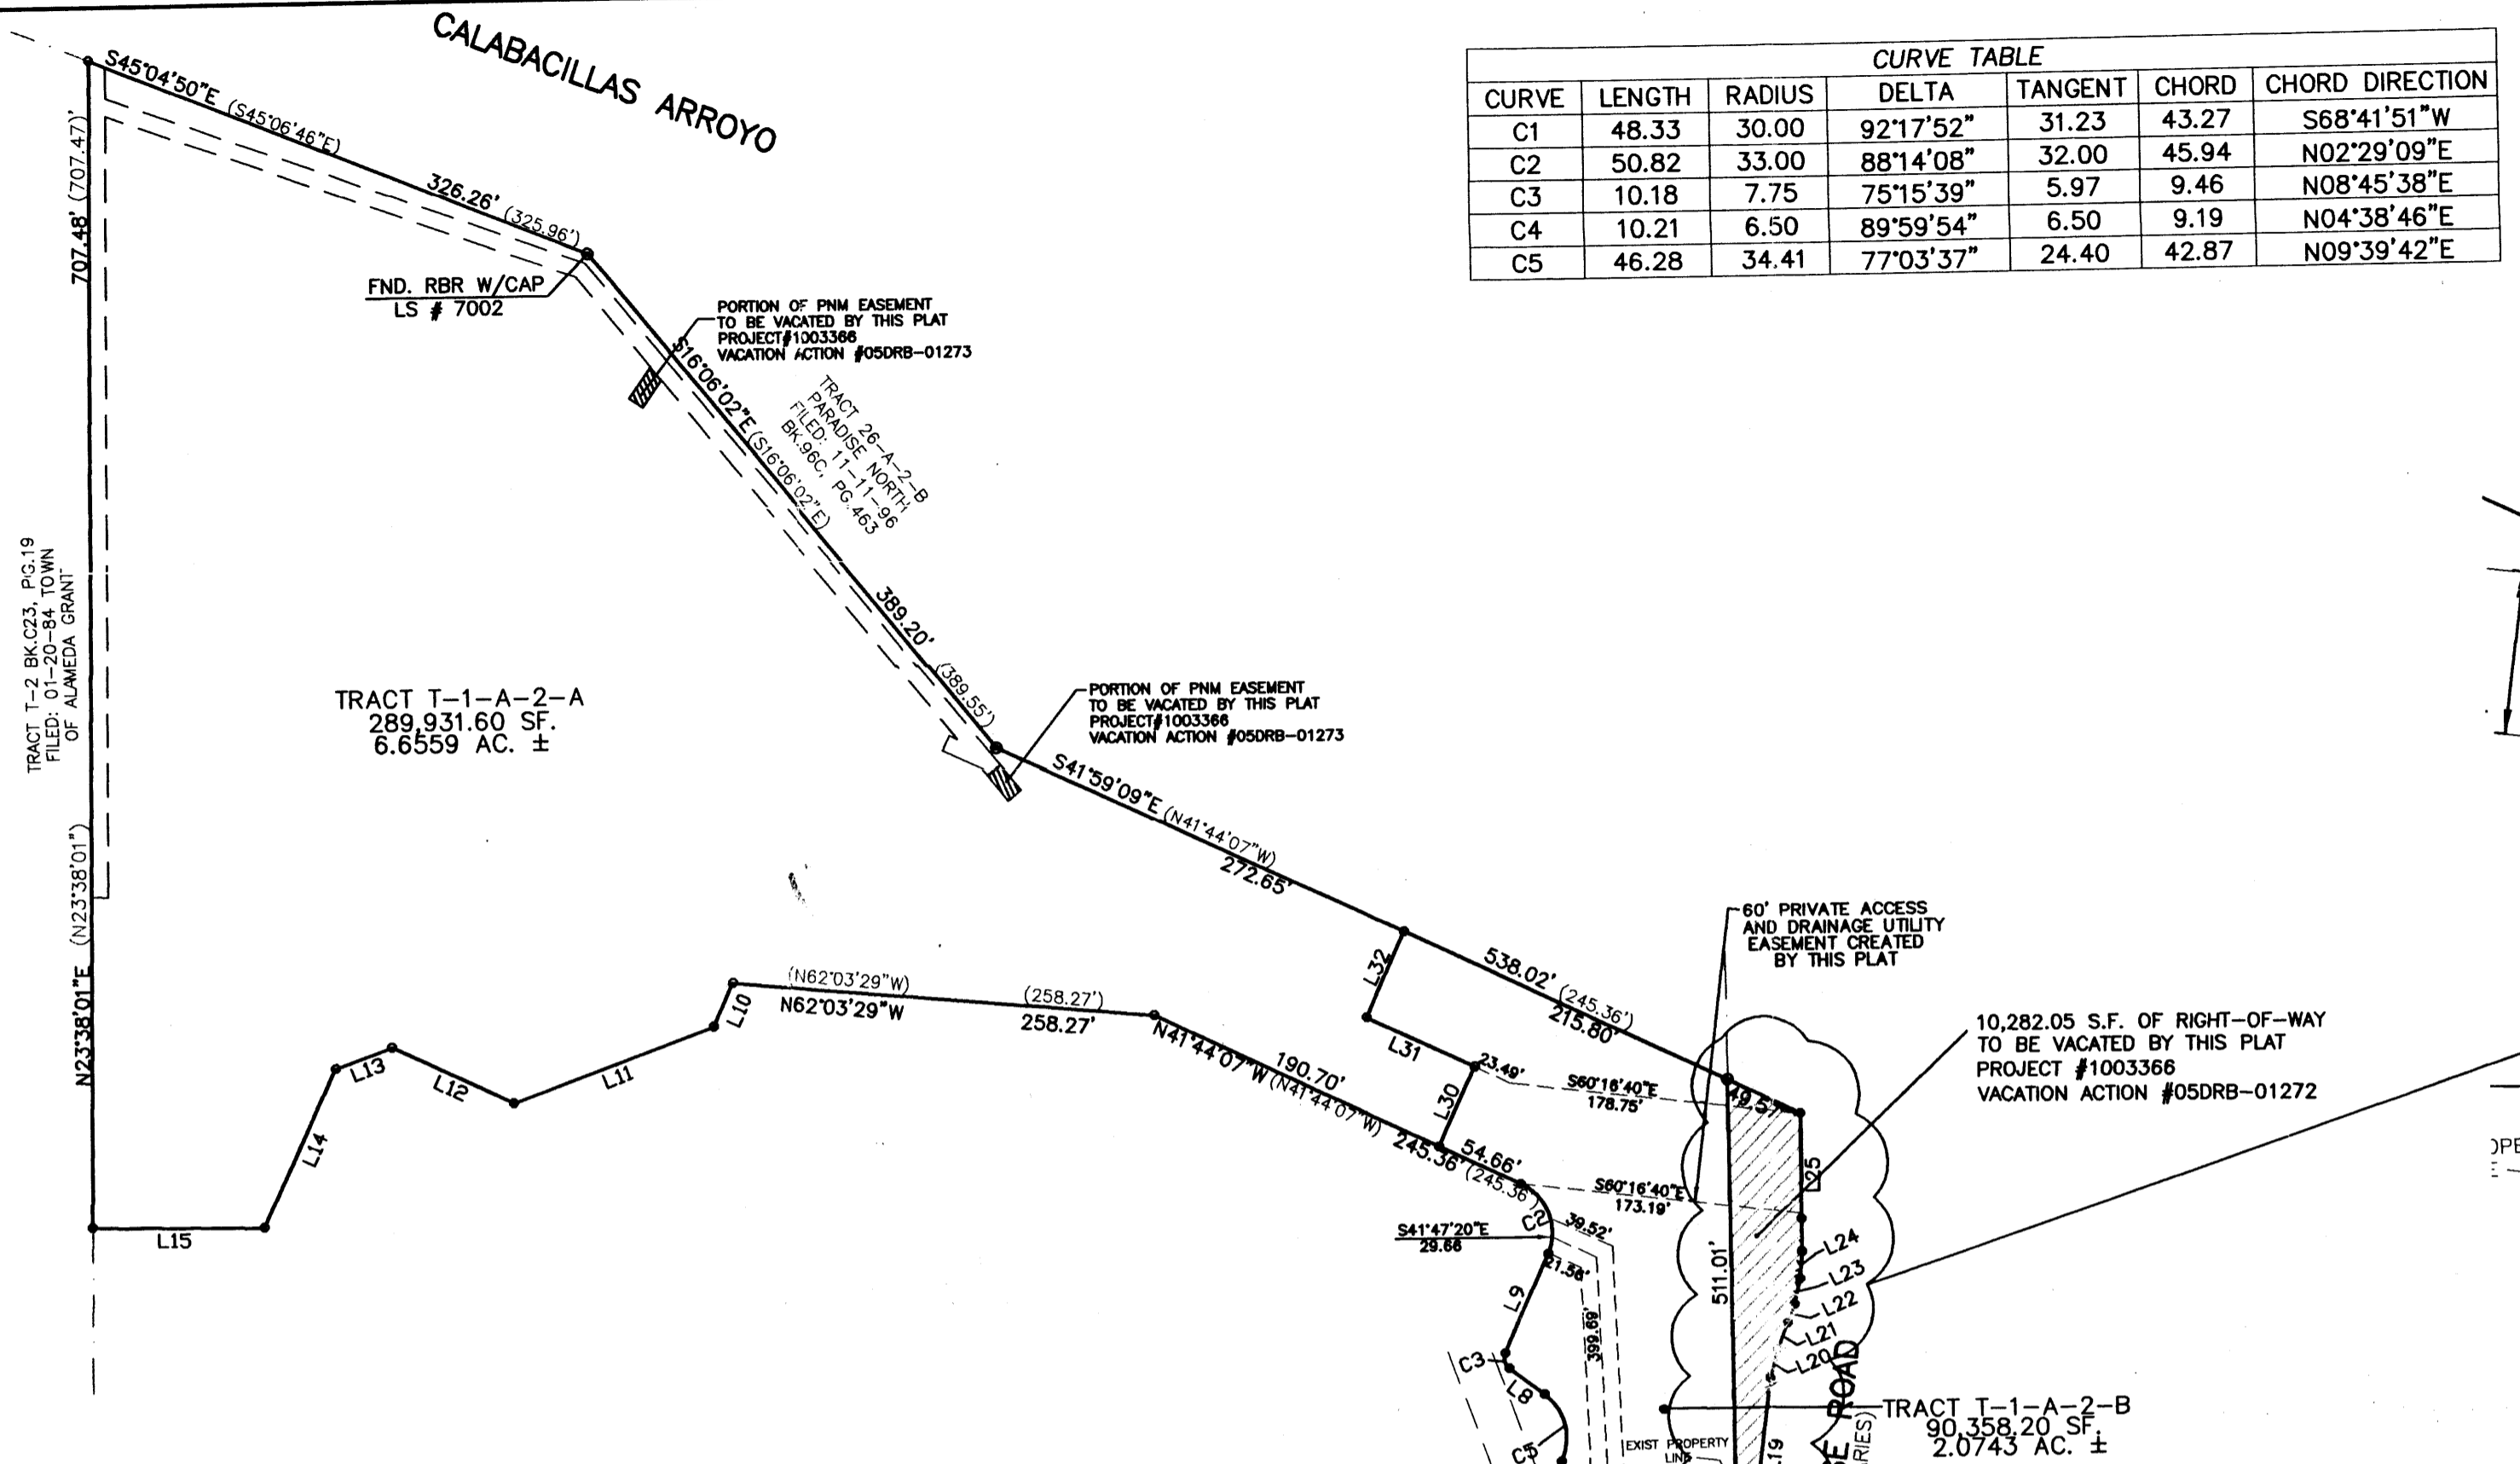 CALABACILLAS ARROYO
CURVE TABLE
CURVE LENGTH RADIUS DELTA TANGENT CHORD CHORD DIRECTION
C1 48.33 30.00 92°17'52" 31.23 43.27 S68°41'51"W
C2 50.82 33.00 88°14'08" 32.00 45.94 N02°29'09"E
C3 10.18 7.75 75°15'39" 5.97 9.46 N08°45'38"E
C4 10.21 6.50 89°59'54" 6.50 9.19 N04°38'46"E
C5 46.28 34.41 77°03'37" 24.40 42.87 N09°39'42"E
S45°04'50"E (S45°06'46"E)
326.26' (325.96')
707.48' (707.47)'
FND. RBR W/CAP
LS # 7002
PORTION OF PNM EASEMENT
TO BE VACATED BY THIS PLAT
PROJECT#1003366
VACATION ACTION #05DRB-01273
S16°06'02"E (S16°06'02"E)
TRACT 26-A-2-B
PARADISE NORTH
FILED: 11-11-96
BK.96C, PG.463
389.20' (389.55')
TRACT T-2 BK.C23, PG.19
FILED: 01-20-84 TOWN
OF ALAMEDA GRANT
TRACT T-1-A-2-A
289,931.60 SF.
6.6559 AC. ±
PORTION OF PNM EASEMENT
TO BE VACATED BY THIS PLAT
PROJECT#1003366
VACATION ACTION #05DRB-01273
S41°59'09"E (N41°44'07"W)
272.65'
N23°38'01"E (N23°38'01")
60' PRIVATE ACCESS
AND DRAINAGE UTILITY
EASEMENT CREATED
BY THIS PLAT
L32
538.02' (245.36')
215.80'
(N62°03'29"W) (258.27')
N62°03'29"W 258.27'
L10
10,282.05 S.F. OF RIGHT-OF-WAY
TO BE VACATED BY THIS PLAT
PROJECT #1003366
VACATION ACTION #05DRB-01272
N41°44'07"W 190.70'
(N41°44'07"W)
L31
23.49'
S60°16'40"E
178.75'
49.57'
L13
L12
L11
L30
L14
245.36' (245.36')
54.66'
S60°16'40"E
173.19'
L25
L15
C2
39.52'
S41°47'20"E
29.66
21.56'
L24
L23
L22
L21
L20
511.01'
L9
399.69'
C3
L8
C5
TRACT T-1-A-2-B
90,358.20 SF.
2.0743 AC. ±
EXIST PROPERTY
LINE
L19
SE ROAD
RIES)
OPE